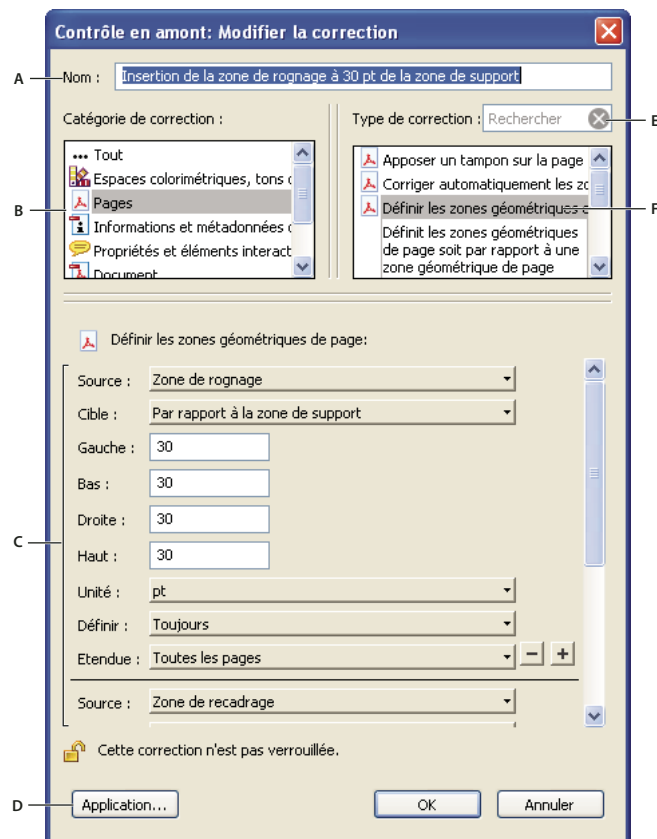 Contrôle en amont: Modifier la correction
A
Nom : Insertion de la zone de rognage à 30 pt de la zone de support
Catégorie de correction :
Type de correction : Rechercher
E
B
... Tout
Espaces colorimétriques, tons
Pages
Informations et métadonnées
Propriétés et éléments interact
Document
Apposer un tampon sur la page
Corriger automatiquement les zo
Définir les zones géométriques
F
Définit les zones géométriques
de page soit par rapport à une
zone géométrique de page
Définir les zones géométriques de page:
C
Source : Zone de rognage
Cible : Par rapport à la zone de support
Gauche : 30
Bas : 30
Droite : 30
Haut : 30
Unité : pt
Définir : Toujours
Etendue : Toutes les pages
Source : Zone de recadrage
Cette correction n'est pas verrouillée.
D
Application...
OK
Annuler